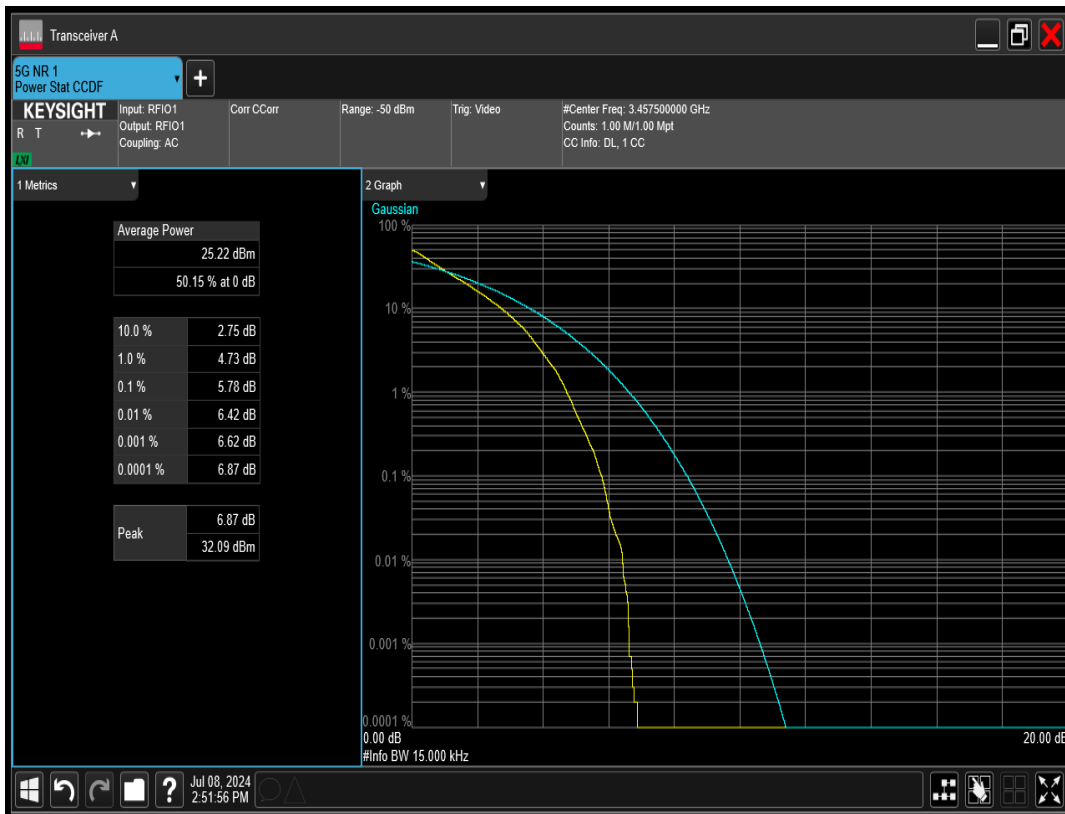 Transceiver A
5G NR 1
Power Stat CCDF
+
KEYSIGHT
R T
LXI
Input: RFIO1
Output: RFIO1
Coupling: AC
Corr CCorr
Range: -50 dBm
Trig: Video
#Center Freq: 3.457500000 GHz
Counts: 1.00 M/1.00 Mpt
CC Info: DL, 1 CC
1 Metrics
Average Power
25.22 dBm
50.15 % at 0 dB
10.0 % 2.75 dB
1.0 % 4.73 dB
0.1 % 5.78 dB
0.01 % 6.42 dB
0.001 % 6.62 dB
0.0001 % 6.87 dB
Peak
6.87 dB
32.09 dBm
2 Graph
Gaussian
100 %
10 %
1 %
0.1 %
0.01 %
0.001 %
0.0001 %
0.00 dB
20.00 dB
#Info BW 15.000 kHz
?
Jul 08, 2024
2:51:56 PM